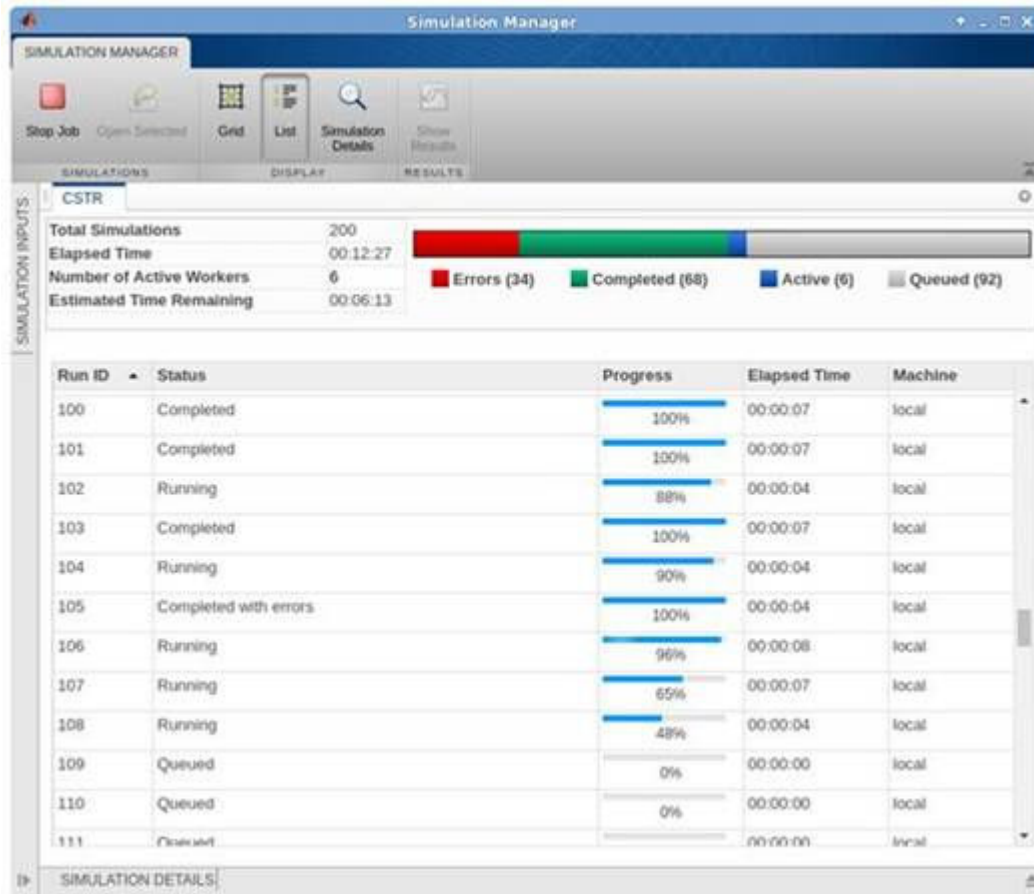 Simulation Manager
SIMULATION MANAGER
Stop Job Open Selected Grid List Simulation Details Show Results
SIMULATIONS DISPLAY RESULTS
SIMULATION INPUTS
CSTR
Total Simulations 200
Elapsed Time 00:12:27
Number of Active Workers 6
Estimated Time Remaining 00:06:13
Errors (34) Completed (68) Active (6) Queued (92)
Run ID Status Progress Elapsed Time Machine
100 Completed 100% 00:00:07 local
101 Completed 100% 00:00:07 local
102 Running 88% 00:00:04 local
103 Completed 100% 00:00:07 local
104 Running 90% 00:00:04 local
105 Completed with errors 100% 00:00:04 local
106 Running 96% 00:00:08 local
107 Running 65% 00:00:07 local
108 Running 48% 00:00:04 local
109 Queued 0% 00:00:00 local
110 Queued 0% 00:00:00 local
111 Queued 00:00:00 local
SIMULATION DETAILS